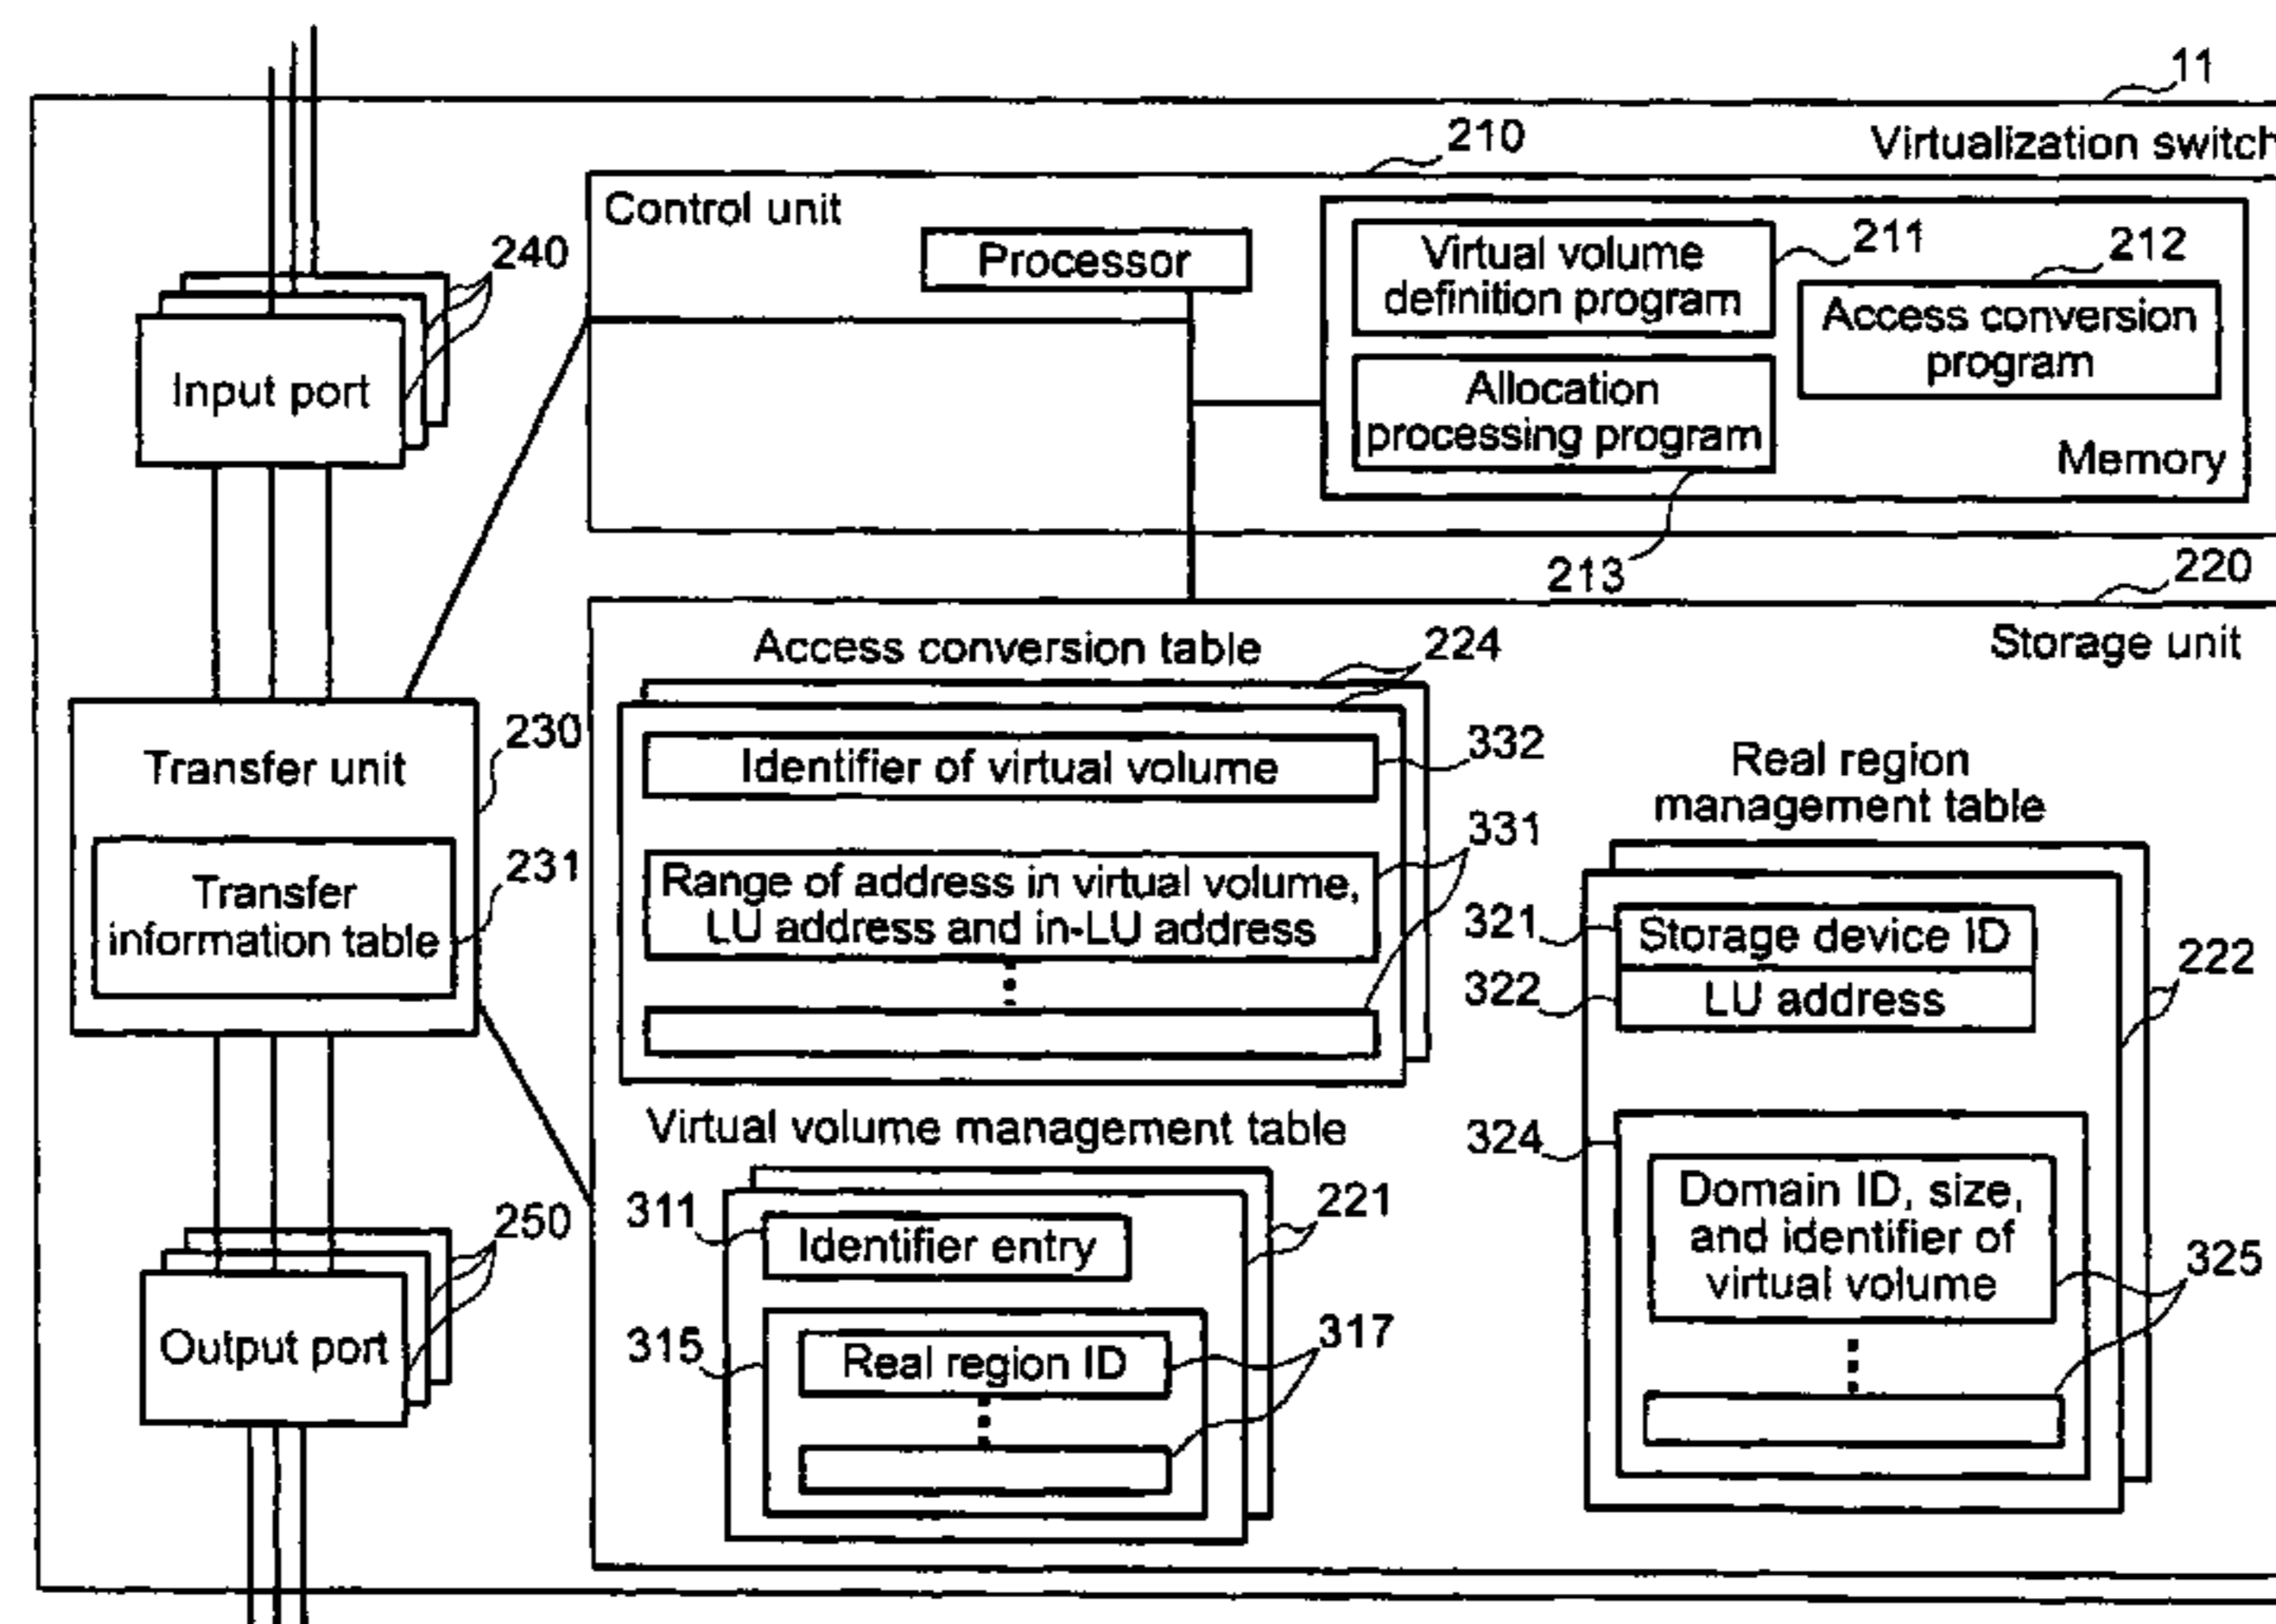 11
Virtualization switch
210
Control unit
Processor
Virtual volume
definition program
211
212
Access conversion
program
Allocation
processing program
Memory
213
240
Input port
220
Storage unit
Access conversion table
224
Identifier of virtual volume
332
Range of address in virtual volume,
LU address and in-LU address
331
230
Transfer unit
231
Transfer
information table
Real region
management table
321
Storage device ID
322
LU address
222
324
Domain ID, size,
and identifier of
virtual volume
325
Virtual volume management table
311
Identifier entry
221
315
Real region ID
317
250
Output port